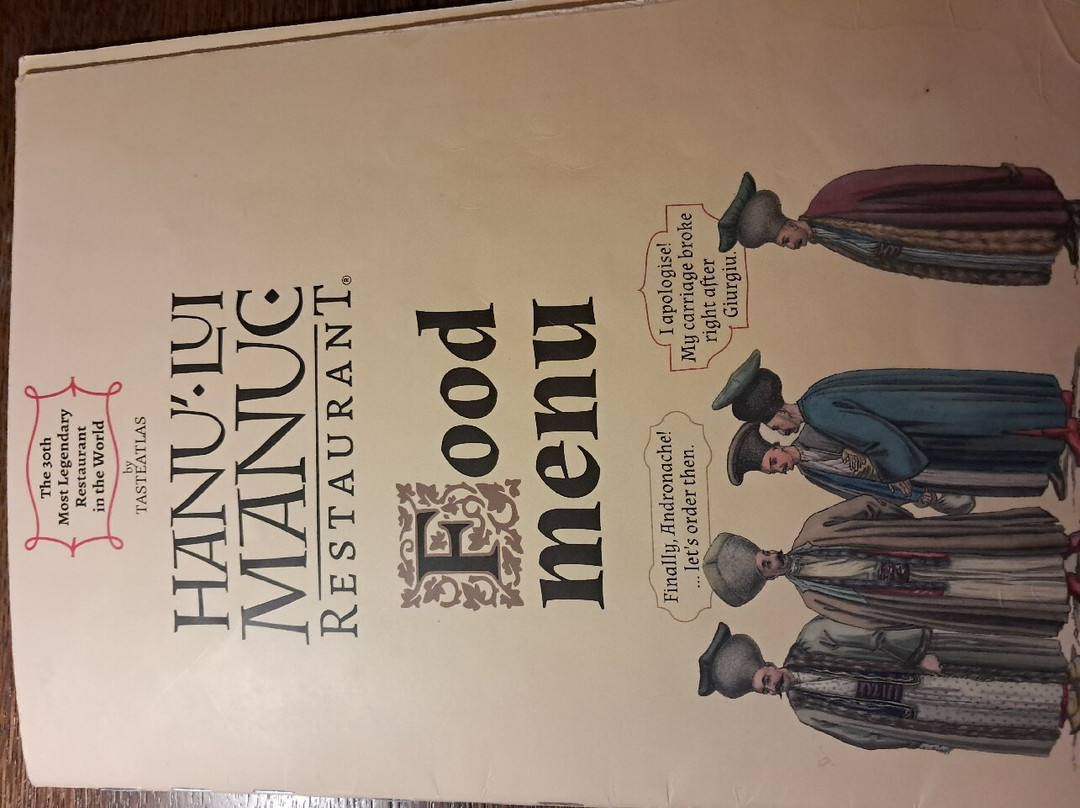 The 30th
Most Legendary
Restaurant
in the World
by
TASTEATLAS
HANU’·LUI
MANUC
RESTAURANT®
Food
menu
Finally, Andronache!
... let's order then.
I apologise!
My carriage broke
right after
Giurgiu.